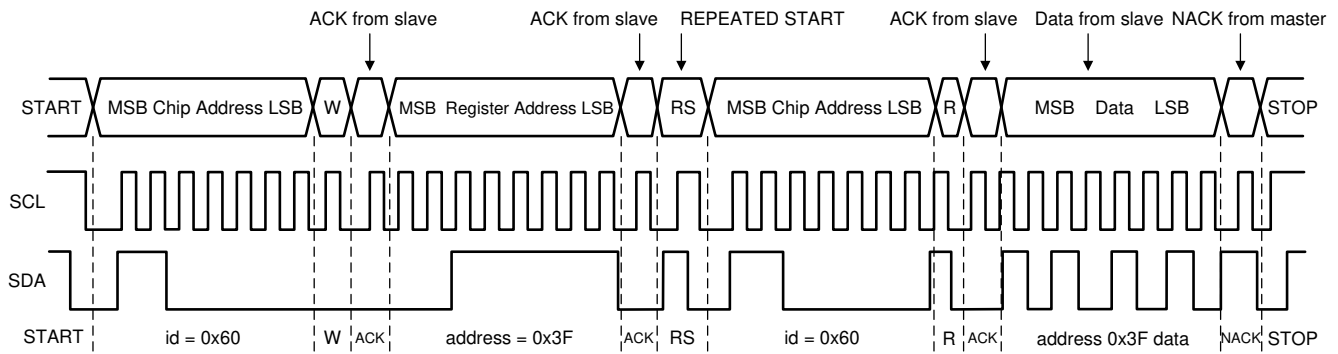 ACK from slave ACK from slave REPEATED START ACK from slave Data from slave NACK from master
START MSB Chip Address LSB W MSB Register Address LSB RS MSB Chip Address LSB R MSB Data LSB STOP
SCL
SDA
START id = 0x60 W ACK address = 0x3F ACK RS id = 0x60 R ACK address 0x3F data NACK STOP